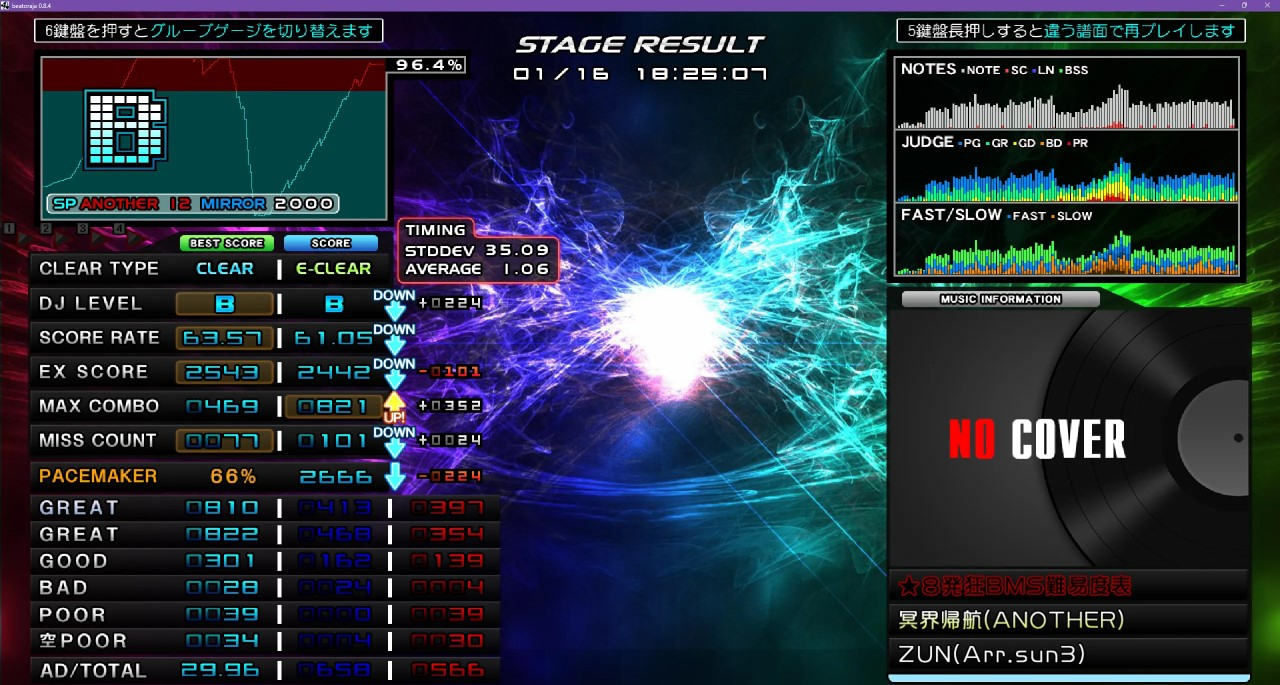 beatoraja 0.8.4
6鍵盤を押すとグループゲージを切り替えます
STAGE RESULT
01/16 18:25:07
5鍵盤長押しすると違う譜面で再プレイします
96.4%
B
SP ANOTHER 12 MIRROR 2000
NOTES ▪NOTE ▪SC ▪LN ▪BSS
JUDGE ▪PG ▪GR ▪GD ▪BD ▪PR
FAST/SLOW ▪FAST ▪SLOW
1 2 3 4
TIMING
STDDEV 35.09
AVERAGE 1.06
BEST SCORE SCORE
CLEAR TYPE CLEAR E-CLEAR
DJ LEVEL B B DOWN +0224
SCORE RATE 63.57 61.05 DOWN
EX SCORE 2543 2442 DOWN -0101
MAX COMBO 0469 0821 UP! +0352
MISS COUNT 0077 0101 DOWN +0024
PACEMAKER 66% 2666 -0224
GREAT 0810 0413 0397
GREAT 0822 0468 0354
GOOD 0301 0162 0139
BAD 0028 0024 0004
POOR 0039 0000 0039
空POOR 0034 0004 0030
AD/TOTAL 29.96 0658 0566
MUSIC INFORMATION
NO COVER
★8発狂BMS難易度表
冥界帰航(ANOTHER)
ZUN(Arr.sun3)